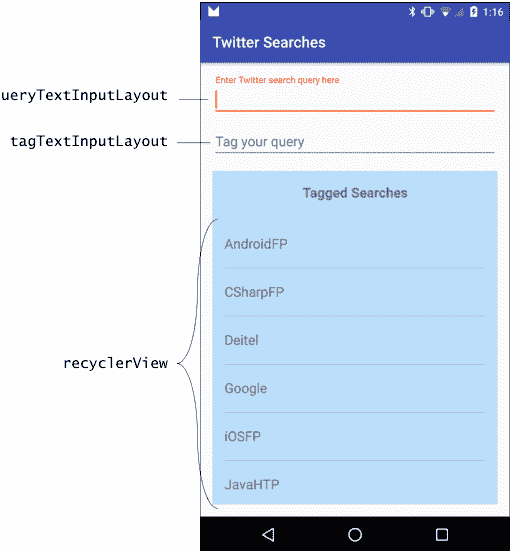 1:16
Twitter Searches
Enter Twitter search query here
ueryTextInputLayout
tagTextInputLayout
Tag your query
Tagged Searches
AndroidFP
CSharpFP
Deitel
recyclerView
Google
iOSFP
JavaHTP